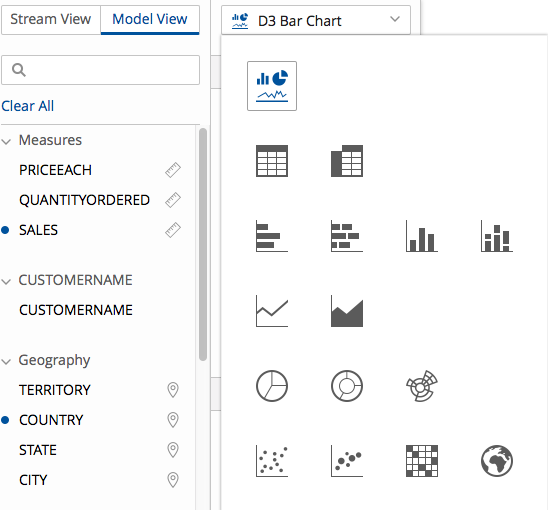 Stream View
Model View
D3 Bar Chart
Clear All
Measures
PRICEEACH
QUANTITYORDERED
SALES
CUSTOMERNAME
CUSTOMERNAME
Geography
TERRITORY
COUNTRY
STATE
CITY